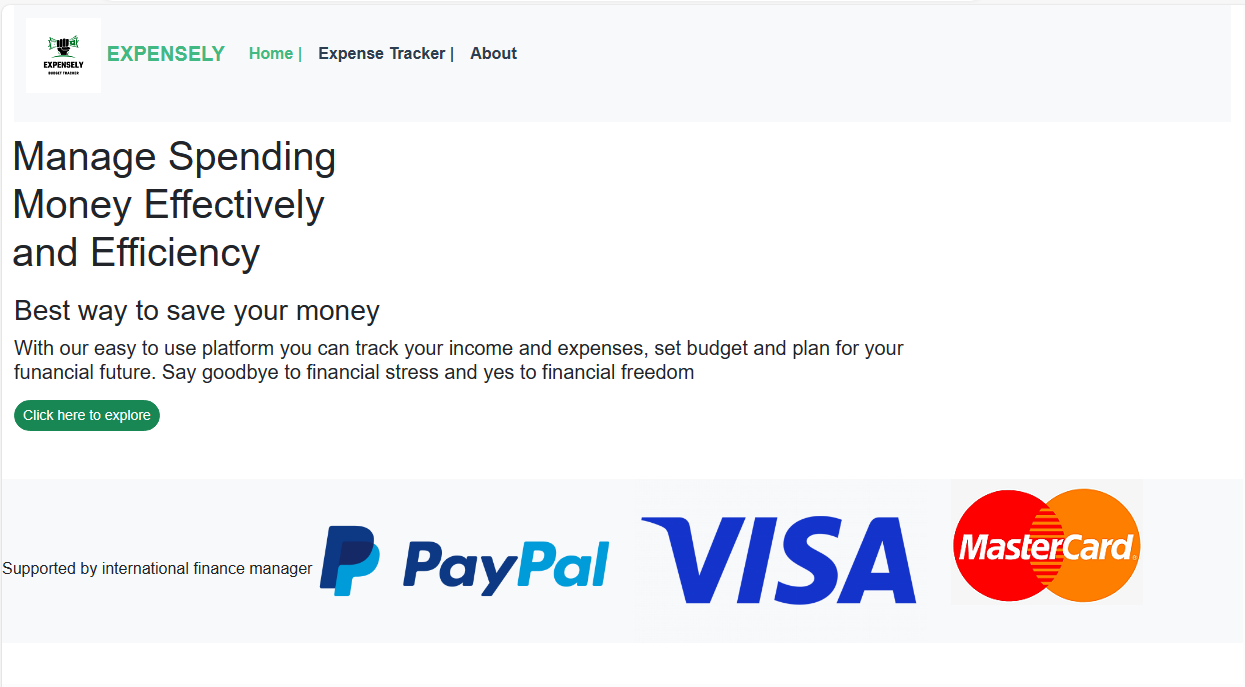 EXPENSELY
BUDGET TRACKER
EXPENSELY
Home | Expense Tracker | About
Manage Spending
Money Effectively
and Efficiency
Best way to save your money
With our easy to use platform you can track your income and expenses, set budget and plan for your
funancial future. Say goodbye to financial stress and yes to financial freedom
Click here to explore
Supported by international finance manager
PayPal
VISA
MasterCard